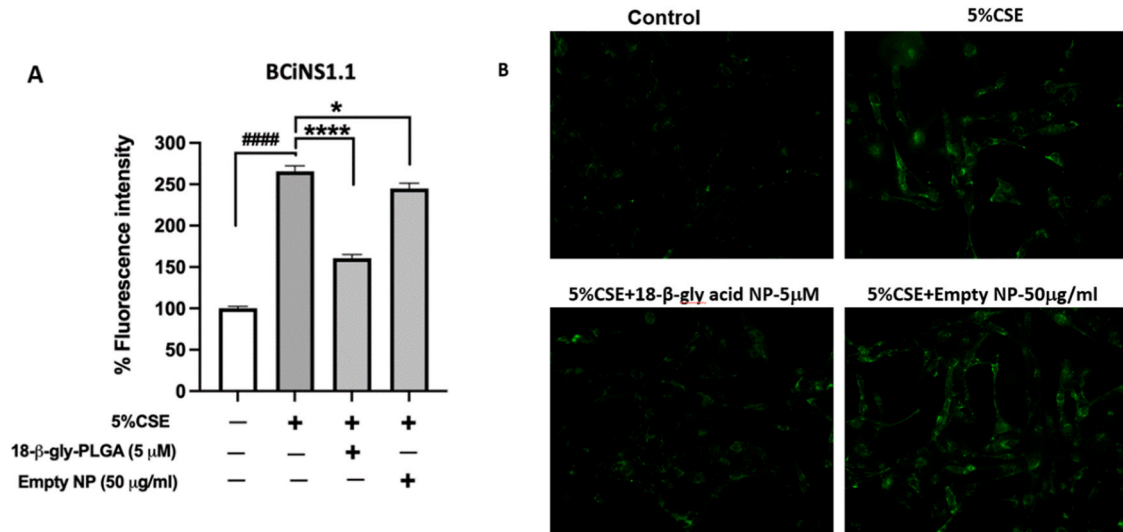 A
BCiNS1.1
*
####
****
% Fluorescence intensity
300
250
200
150
100
50
0
5%CSE − + + +
18-β-gly-PLGA (5 μM) − − + −
Empty NP (50 μg/ml) − − − +
B
Control
5%CSE
5%CSE+18-β-gly acid NP-5μM
5%CSE+Empty NP-50μg/ml